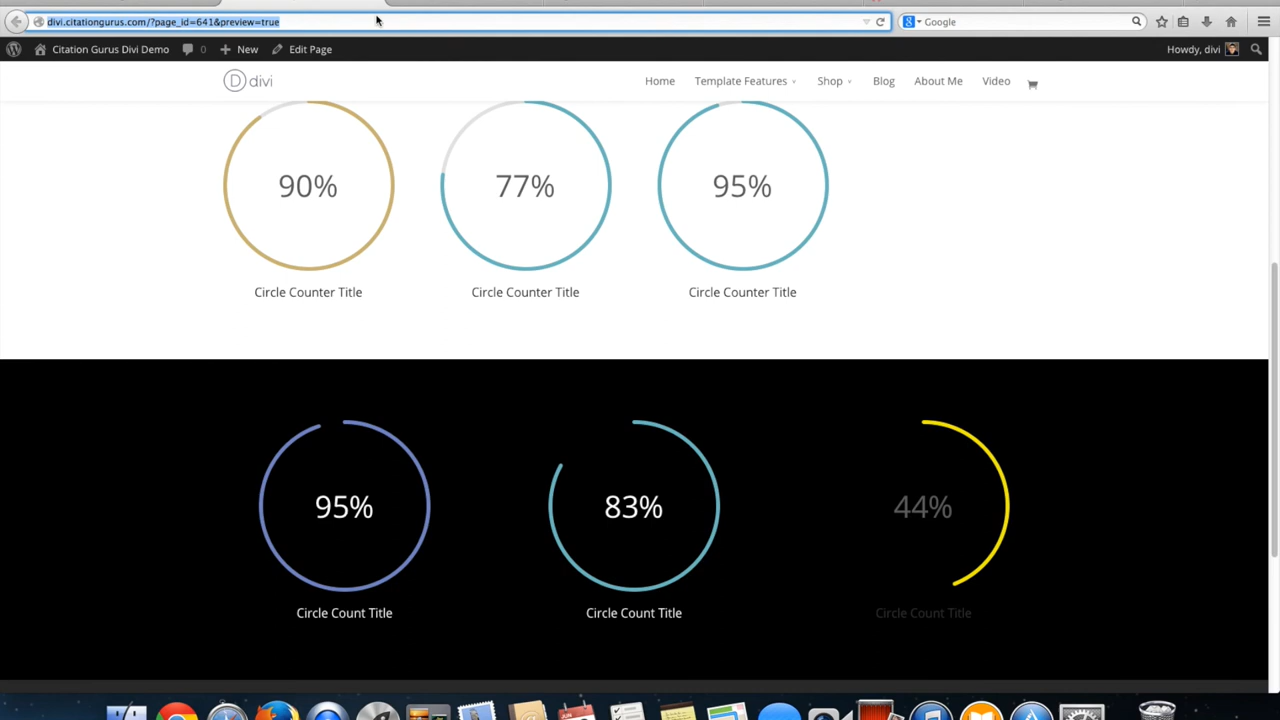 divi.citationgurus.com/?page_id=641&preview=true
Google
Citation Gurus Divi Demo 0 New Edit Page Howdy, divi
D divi Home Template Features Shop Blog About Me Video
90% 77% 95%
Circle Counter Title Circle Counter Title Circle Counter Title
95% 83% 44%
Circle Count Title Circle Count Title Circle Count Title